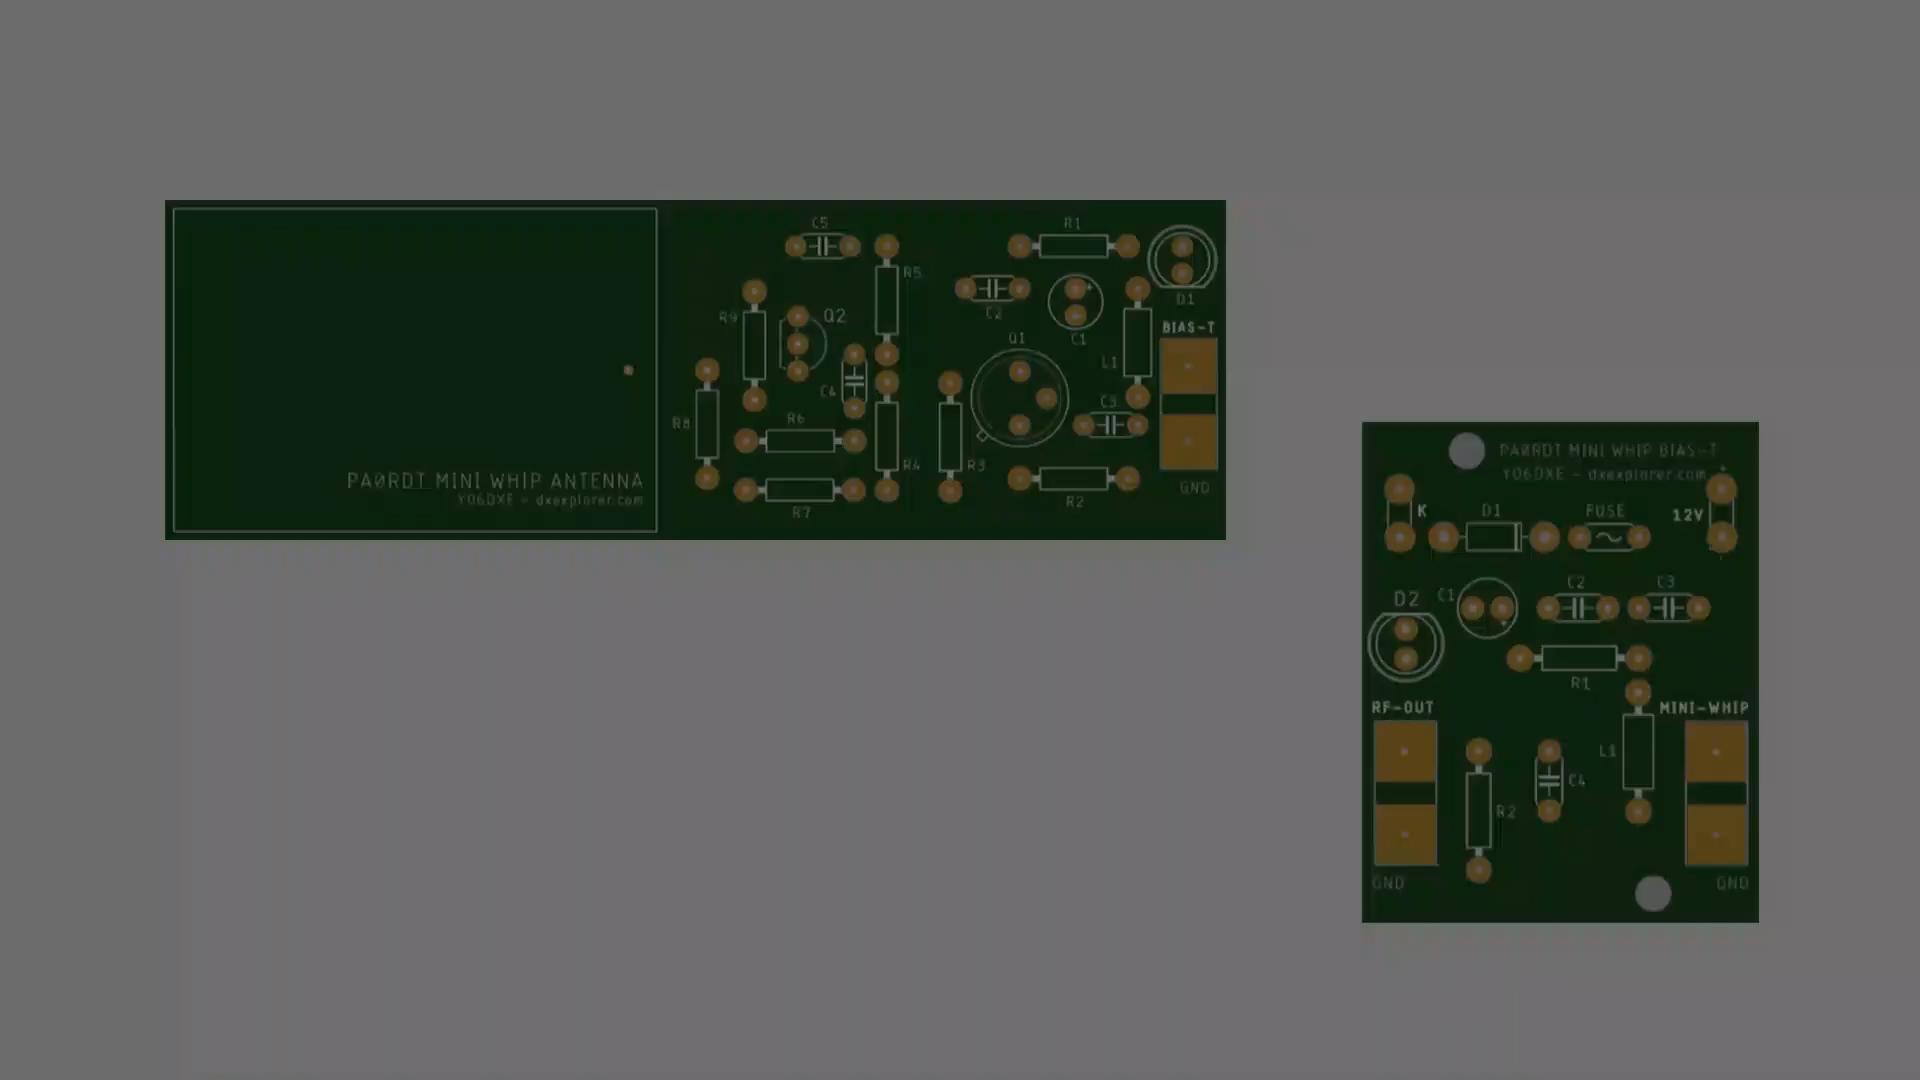 C5
R1
R5
C2
D1
R9
Q2
BIAS-T
Q1
C1
L1
C4
C3
R6
R8
R4
R3
PAØRDT MINI WHIP ANTENNA
YO6DXE - dxexplorer.com
GND
R2
R7
PAØRDT MINI WHIP BIAS-T
YO6DXE - dxexplorer.com
K
D1
FUSE
12V
C2
C3
D2
C1
R1
RF-OUT
MINI-WHIP
L1
C4
R2
GND
GND